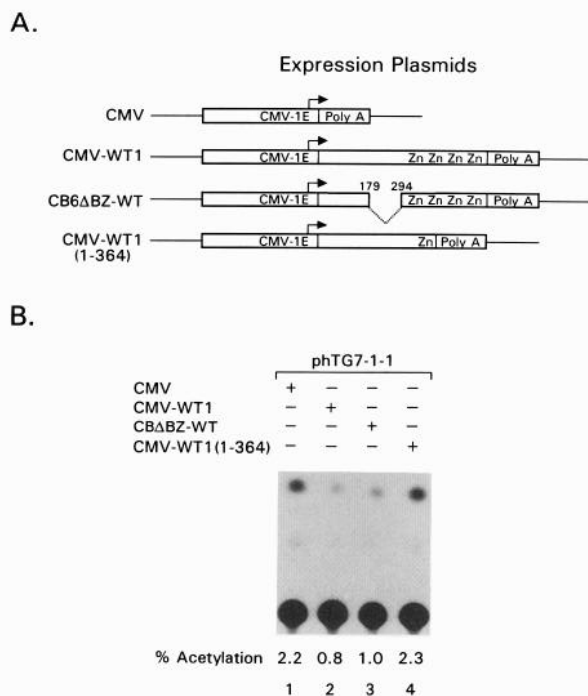 A.
Expression Plasmids
CMV CMV-1E Poly A
CMV-WT1 CMV-1E Zn Zn Zn Zn Poly A
179 294
CB6ΔBZ-WT CMV-1E Zn Zn Zn Zn Poly A
CMV-WT1 CMV-1E Zn Poly A
(1-364)
B.
phTG7-1-1
CMV + − − −
CMV-WT1 − + − −
CBΔBZ-WT − − + −
CMV-WT1(1-364) − − − +
% Acetylation 2.2 0.8 1.0 2.3
1 2 3 4